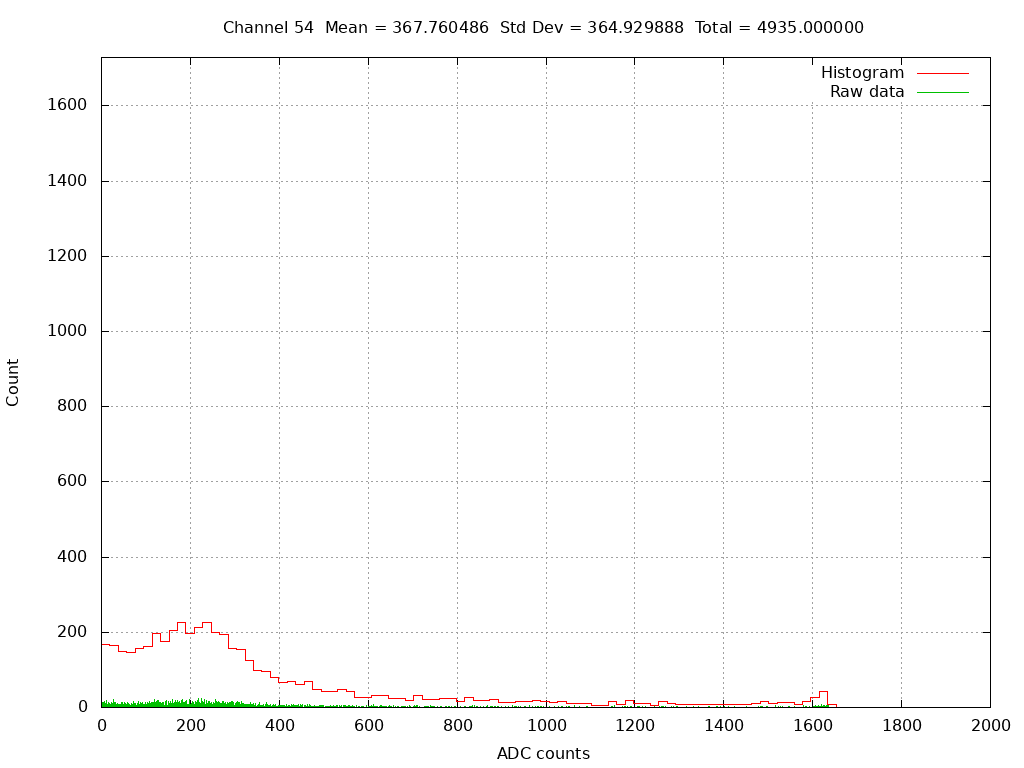 Channel 54  Mean = 367.760486  Std Dev = 364.929888  Total = 4935.000000
Histogram
Raw data
1600
1400
1200
1000
800
600
400
200
0
Count
0 200 400 600 800 1000 1200 1400 1600 1800 2000
ADC counts